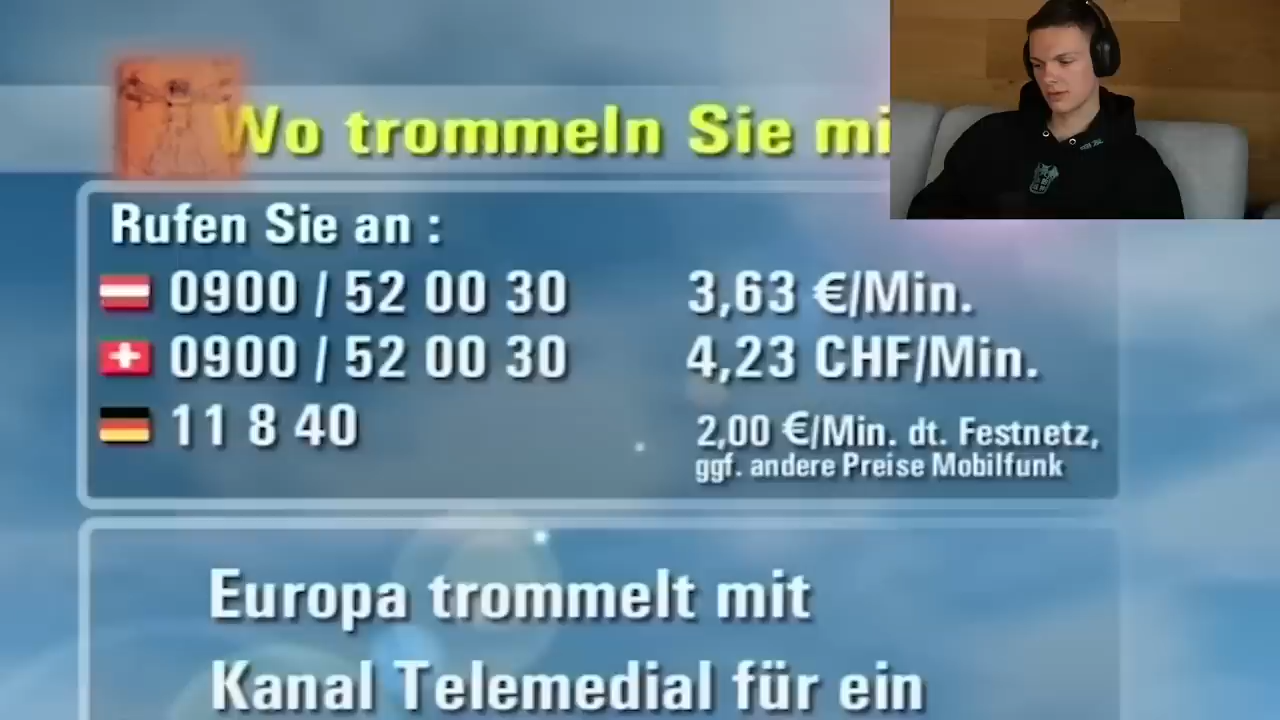 Wo trommeln Sie mi
Rufen Sie an :
0900 / 52 00 30 3,63 €/Min.
0900 / 52 00 30 4,23 CHF/Min.
11 8 40 2,00 €/Min. dt. Festnetz,
ggf. andere Preise Mobilfunk
Europa trommelt mit
Kanal Telemedial für ein